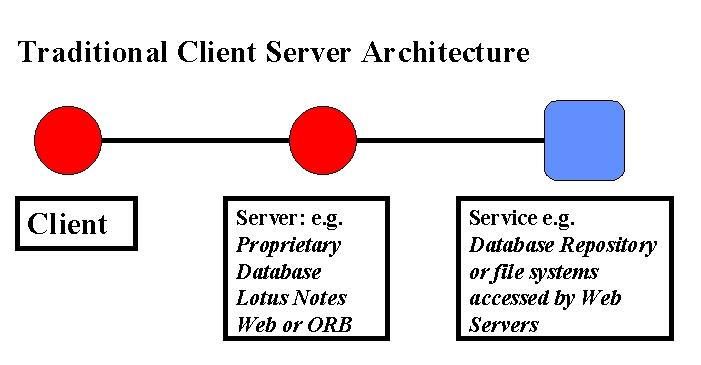 Traditional Client Server Architecture
Client
Server: e.g.
Proprietary
Database
Lotus Notes
Web or ORB
Service e.g.
Database Repository
or file systems
accessed by Web
Servers